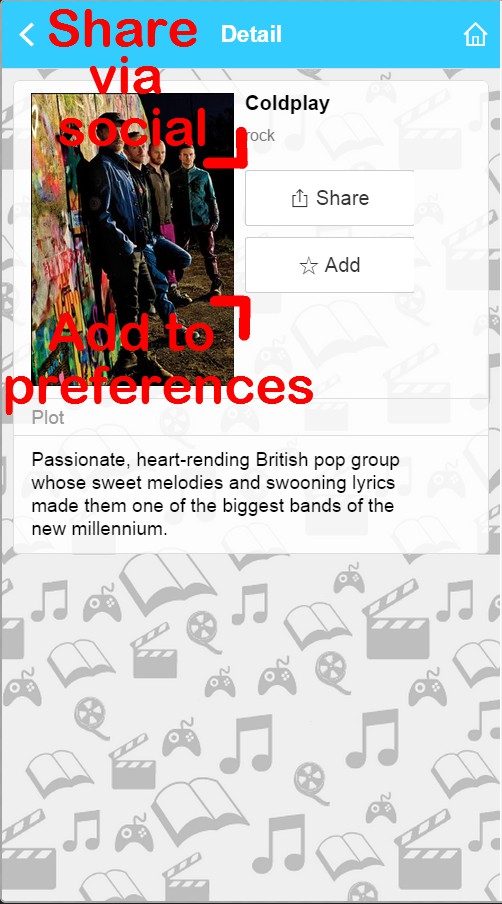 Share
via
social
Detail
Coldplay
rock
Share
Add
Add to
preferences
Plot
Passionate, heart-rending British pop group
whose sweet melodies and swooning lyrics
made them one of the biggest bands of the
new millennium.